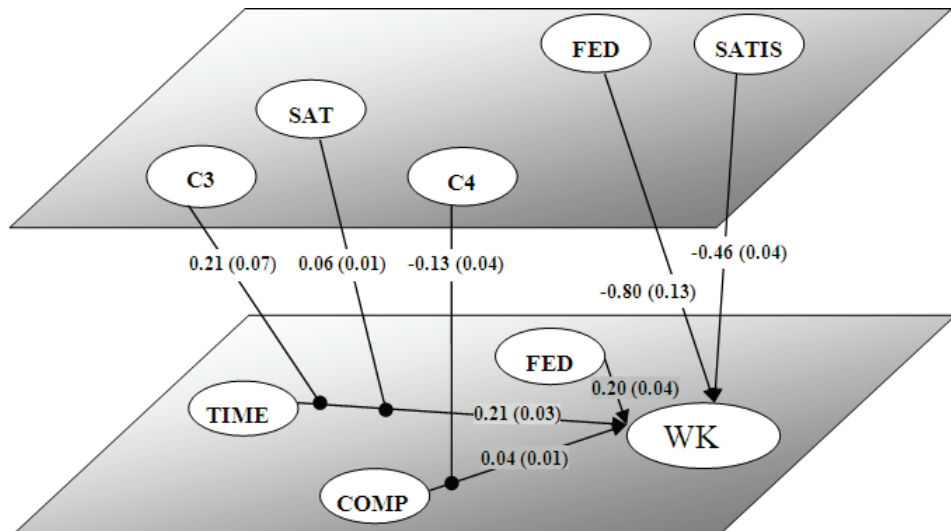 FED
SATIS
SAT
C3
C4
0.21 (0.07)
0.06 (0.01)
-0.13 (0.04)
-0.46 (0.04)
-0.80 (0.13)
FED
0.20 (0.04)
TIME
0.21 (0.03)
WK
0.04 (0.01)
COMP